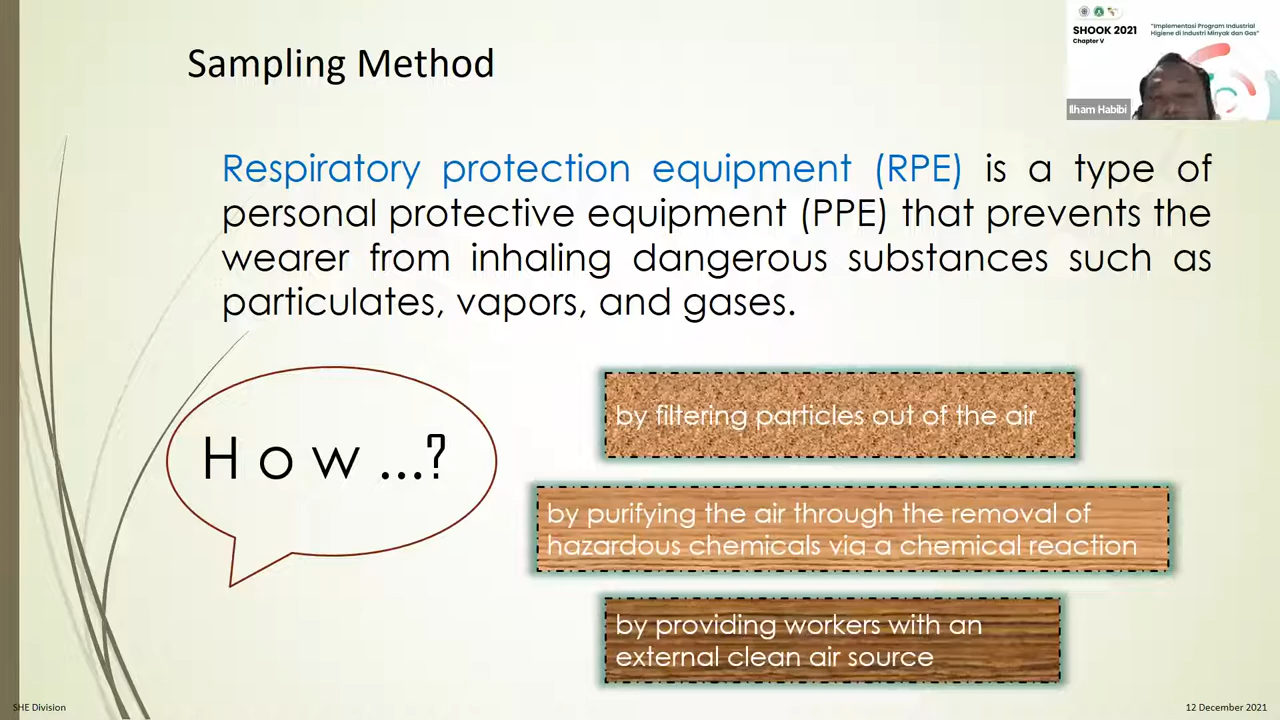 Sampling Method
SHOOK 2021
Chapter V
"Implementasi Program Industrial
Higiene di Industri Minyak dan Gas"
Ilham Habibi
Respiratory protection equipment (RPE) is a type of
personal protective equipment (PPE) that prevents the
wearer from inhaling dangerous substances such as
particulates, vapors, and gases.
H o w ...?
by filtering particles out of the air
by purifying the air through the removal of
hazardous chemicals via a chemical reaction
by providing workers with an
external clean air source
SHE Division
12 December 2021